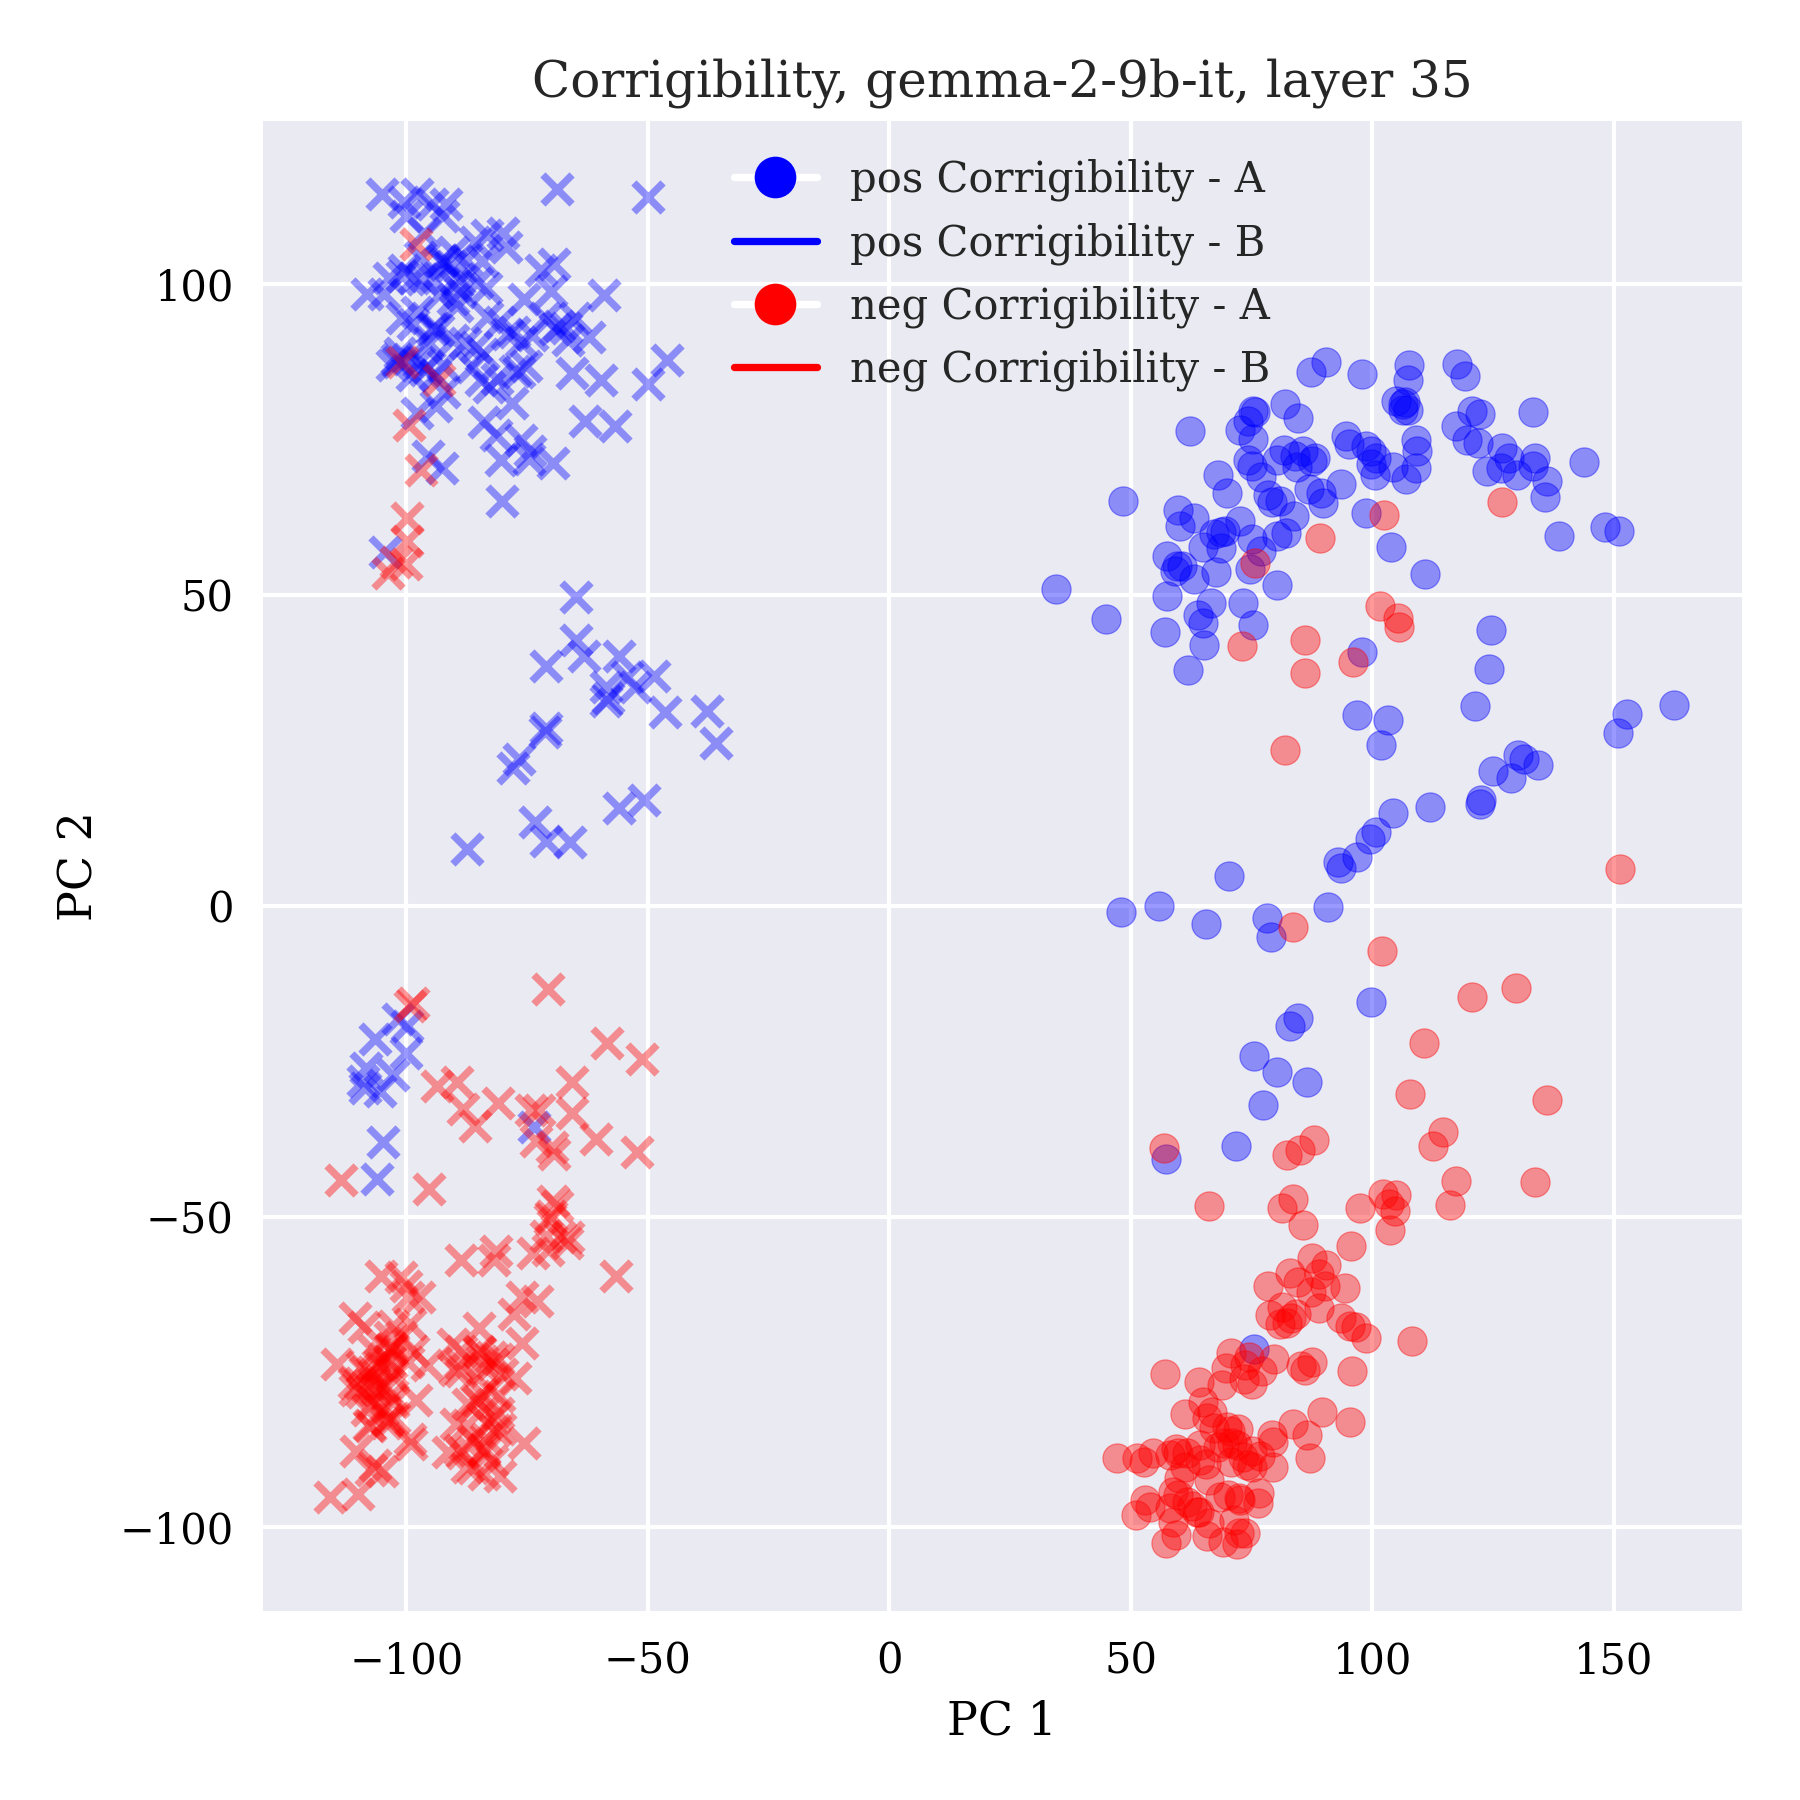 Corrigibility, gemma-2-9b-it, layer 35
pos Corrigibility - A
pos Corrigibility - B
neg Corrigibility - A
neg Corrigibility - B
100
50
0
−50
−100
PC 2
−100
−50
0
50
100
150
PC 1